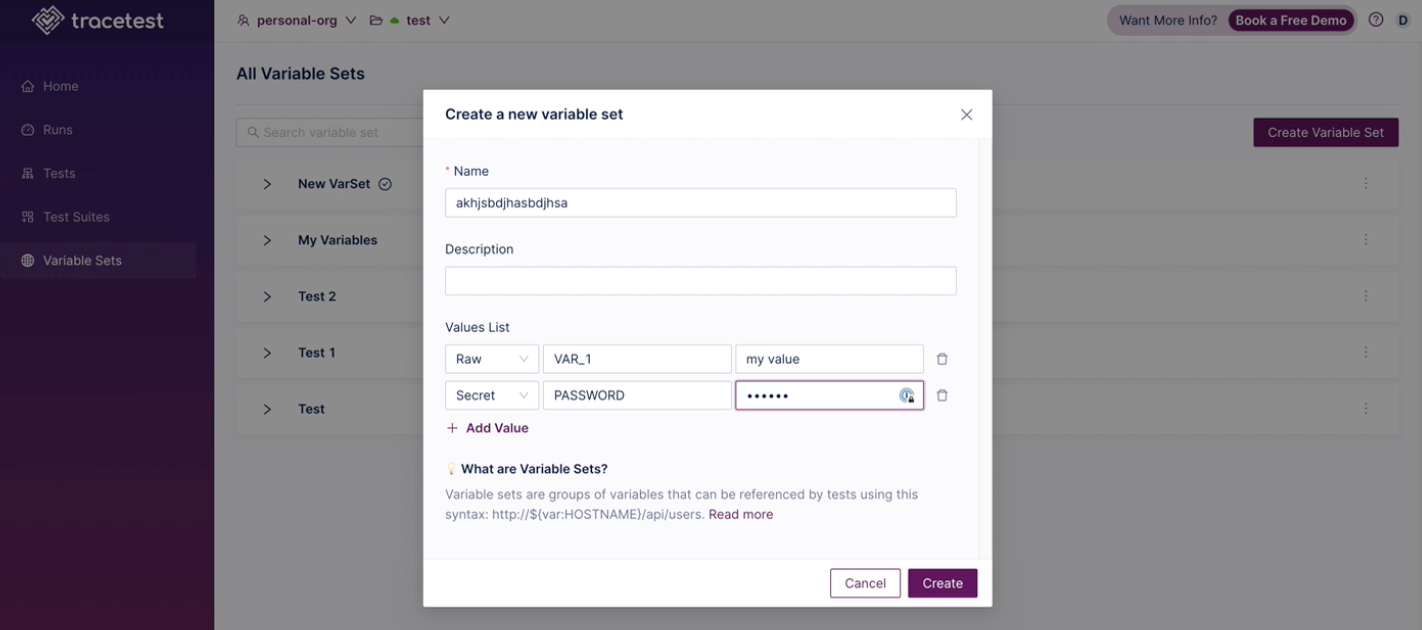 tracetest
personal-org test
Want More Info? Book a Free Demo ? D
Home
Runs
Tests
Test Suites
Variable Sets
All Variable Sets
Search variable set
Create Variable Set
New VarSet
My Variables
Test 2
Test 1
Test
Create a new variable set
* Name
akhjsbdjhasbdjhsa
Description
Values List
Raw VAR_1 my value
Secret PASSWORD ••••••
+ Add Value
What are Variable Sets?
Variable sets are groups of variables that can be referenced by tests using this
syntax: http://${var:HOSTNAME}/api/users. Read more
Cancel Create